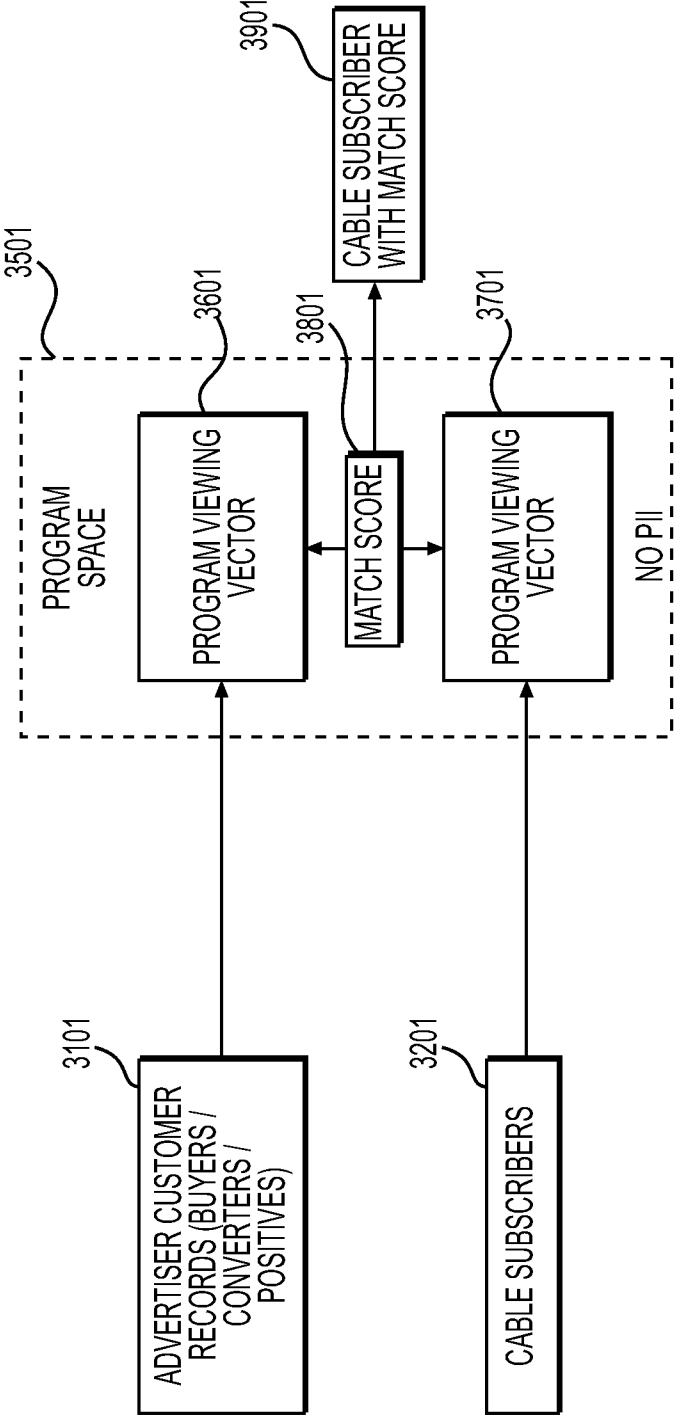 3501
PROGRAM
SPACE
3101
ADVERTISER CUSTOMER
RECORDS (BUYERS /
CONVERTERS /
POSITIVES)
3601
PROGRAM VIEWING
VECTOR
3801
MATCH SCORE
3901
CABLE SUBSCRIBER
WITH MATCH SCORE
3201
CABLE SUBSCRIBERS
3701
PROGRAM VIEWING
VECTOR
NO PII